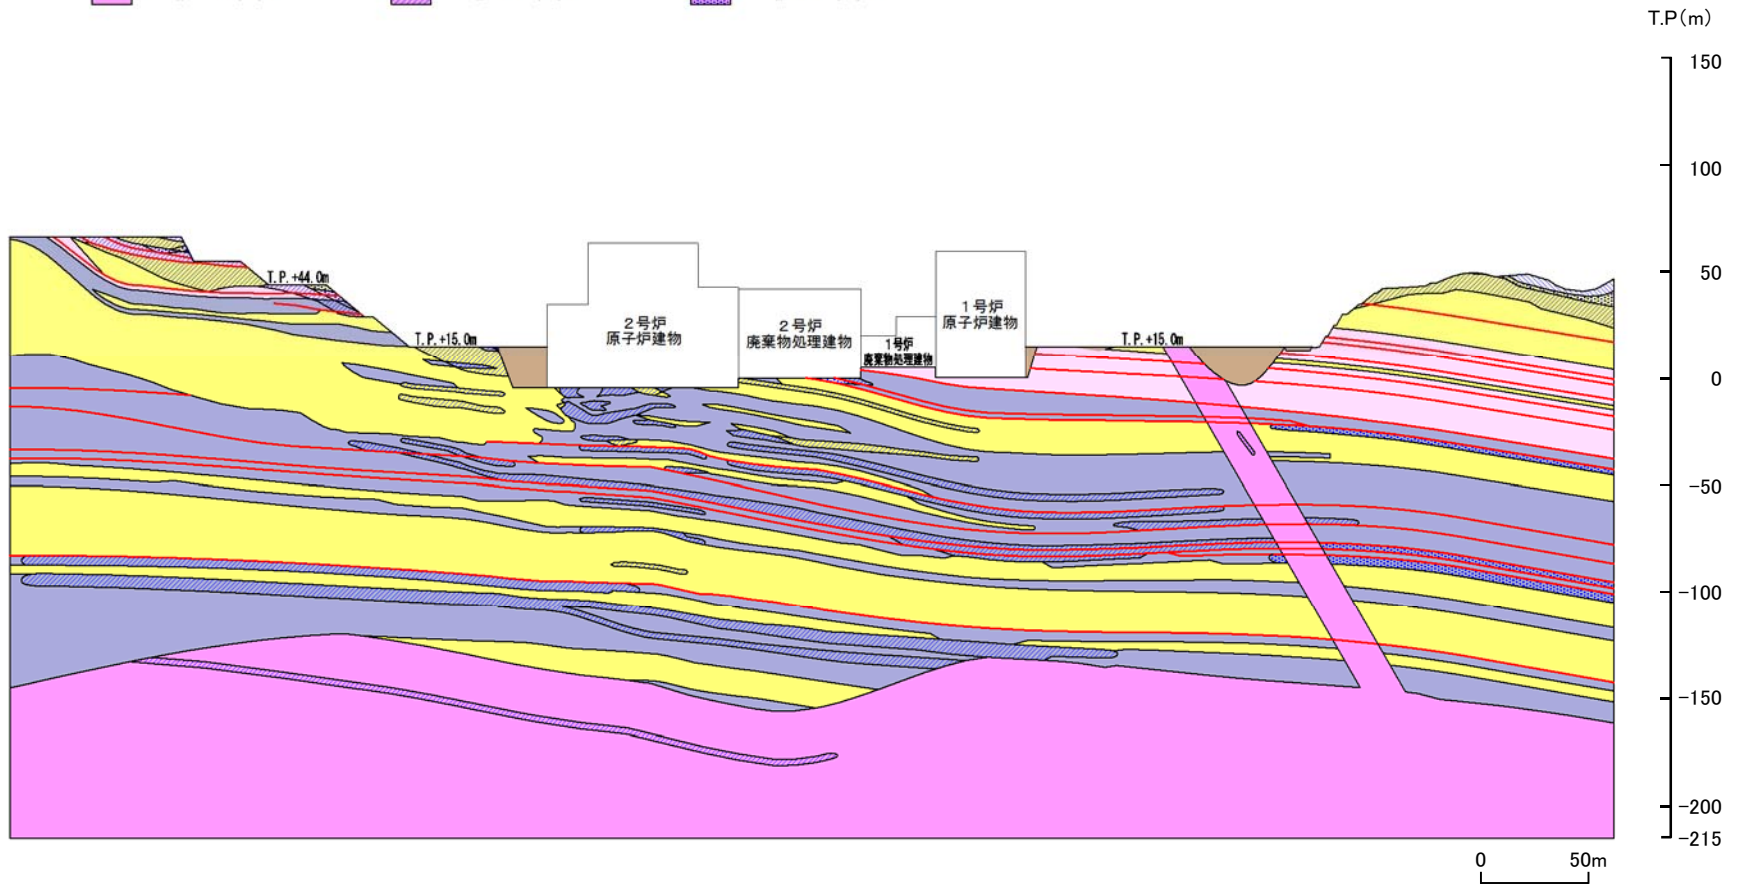 T.P(m)
150
100
50
0
-50
-100
-150
-200
-215
T.P.+44.0m
T.P.+15.0m
2号炉
原子炉建物
2号炉
廃棄物処理建物
1号炉
廃棄物処理建物
1号炉
原子炉建物
T.P.+15.0m
0 50m